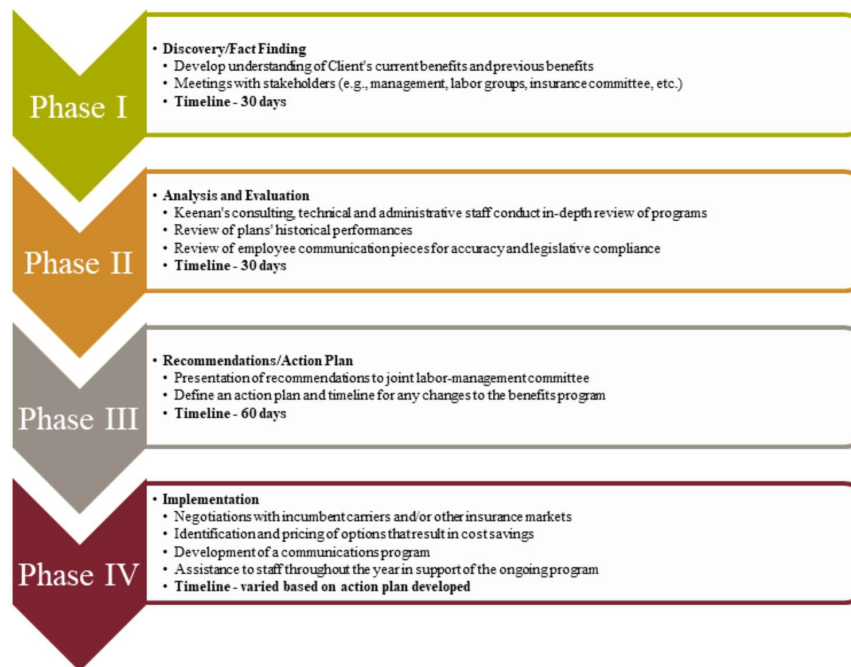 Phase I
• Discovery/Fact Finding
• Develop understanding of Client's current benefits and previous benefits
• Meetings with stakeholders (e.g., management, labor groups, insurance committee, etc.)
• Timeline - 30 days
Phase II
• Analysis and Evaluation
• Keenan's consulting, technical and administrative staff conduct in-depth review of programs
• Review of plans' historical performances
• Review of employee communication pieces for accuracy and legislative compliance
• Timeline - 30 days
Phase III
• Recommendations/Action Plan
• Presentation of recommendations to joint labor-management committee
• Define an action plan and timeline for any changes to the benefits program
• Timeline - 60 days
Phase IV
• Implementation
• Negotiations with incumbent carriers and/or other insurance markets
• Identification and pricing of options that result in cost savings
• Development of a communications program
• Assistance to staff throughout the year in support of the ongoing program
• Timeline - varied based on action plan developed